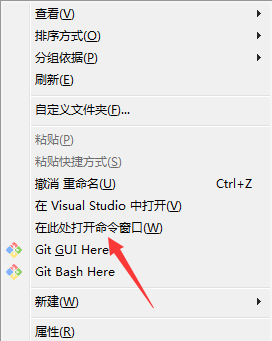 查看(V)
排序方式(O)
分组依据(P)
刷新(E)
自定义文件夹(F)...
粘贴(P)
粘贴快捷方式(S)
撤消 重命名(U) Ctrl+Z
在 Visual Studio 中打开(V)
在此处打开命令窗口(W)
Git GUI Here
Git Bash Here
新建(W)
属性(R)